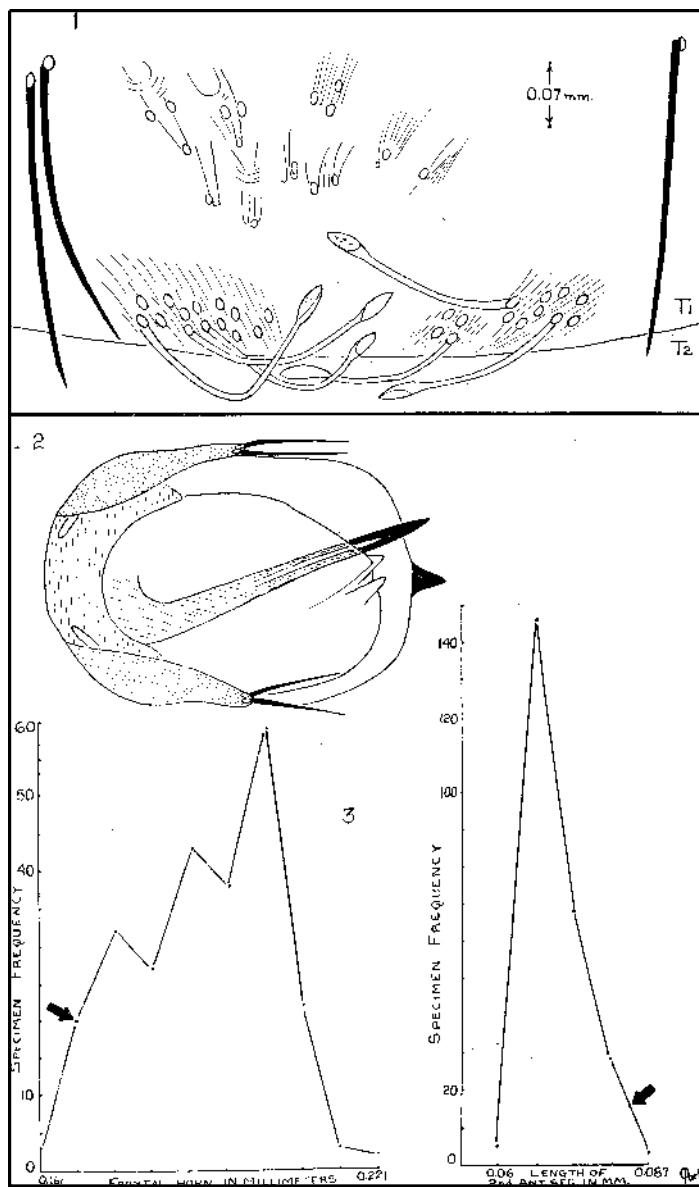 1
0.07 mm.
T1
T2
2
3
60
50
40
10
0
SPECIMEN FREQUENCY
0.221
FRONTAL HORN IN MILLIMETERS
140
120
100
20
0
SPECIMEN FREQUENCY
0.06 LENGTH OF 0.087
2nd ANT. SEG. IN MM.